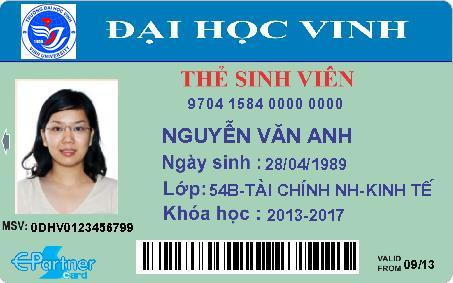 TRƯỜNG ĐẠI HỌC VINH
1959
VINH UNIVERSITY
ĐẠI HỌC VINH
THẺ SINH VIÊN
9704 1584 0000 0000
NGUYỄN VĂN ANH
Ngày sinh : 28/04/1989
Lớp: 54B-TÀI CHÍNH NH-KINH TẾ
Khóa học : 2013-2017
MSV: 0DHV0123456799
E-Partner
card
VALID
FROM 09/13